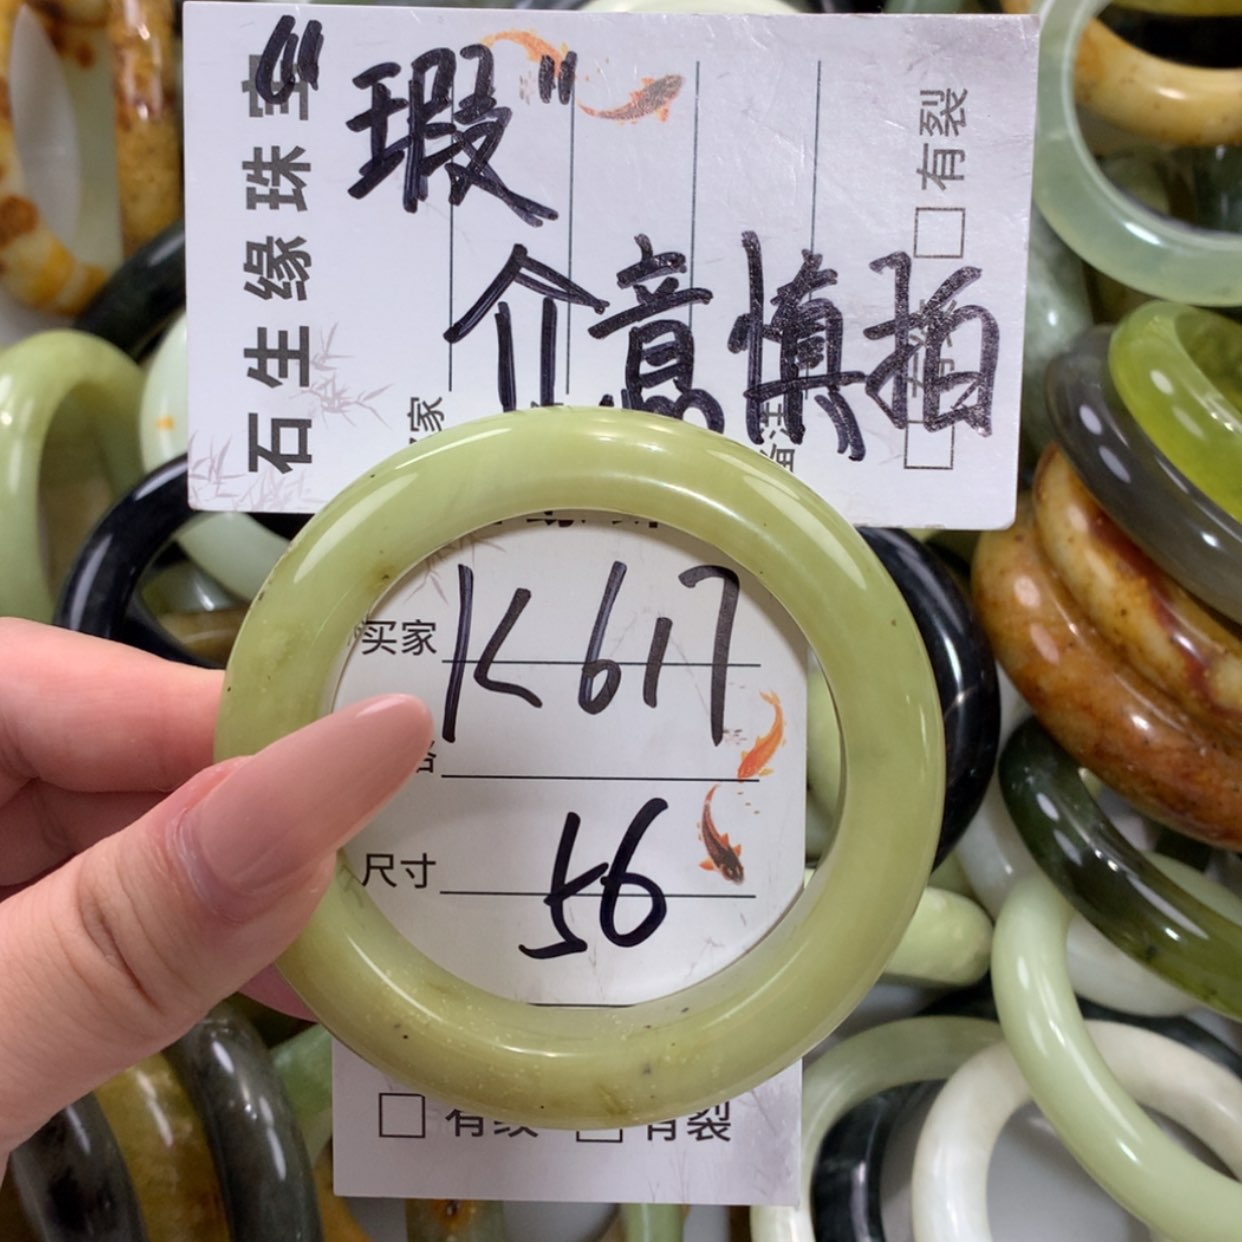 石生缘珠宝
"瑕"
介意慎拍
有裂
买家 K617
尺寸 56
有纹 有裂